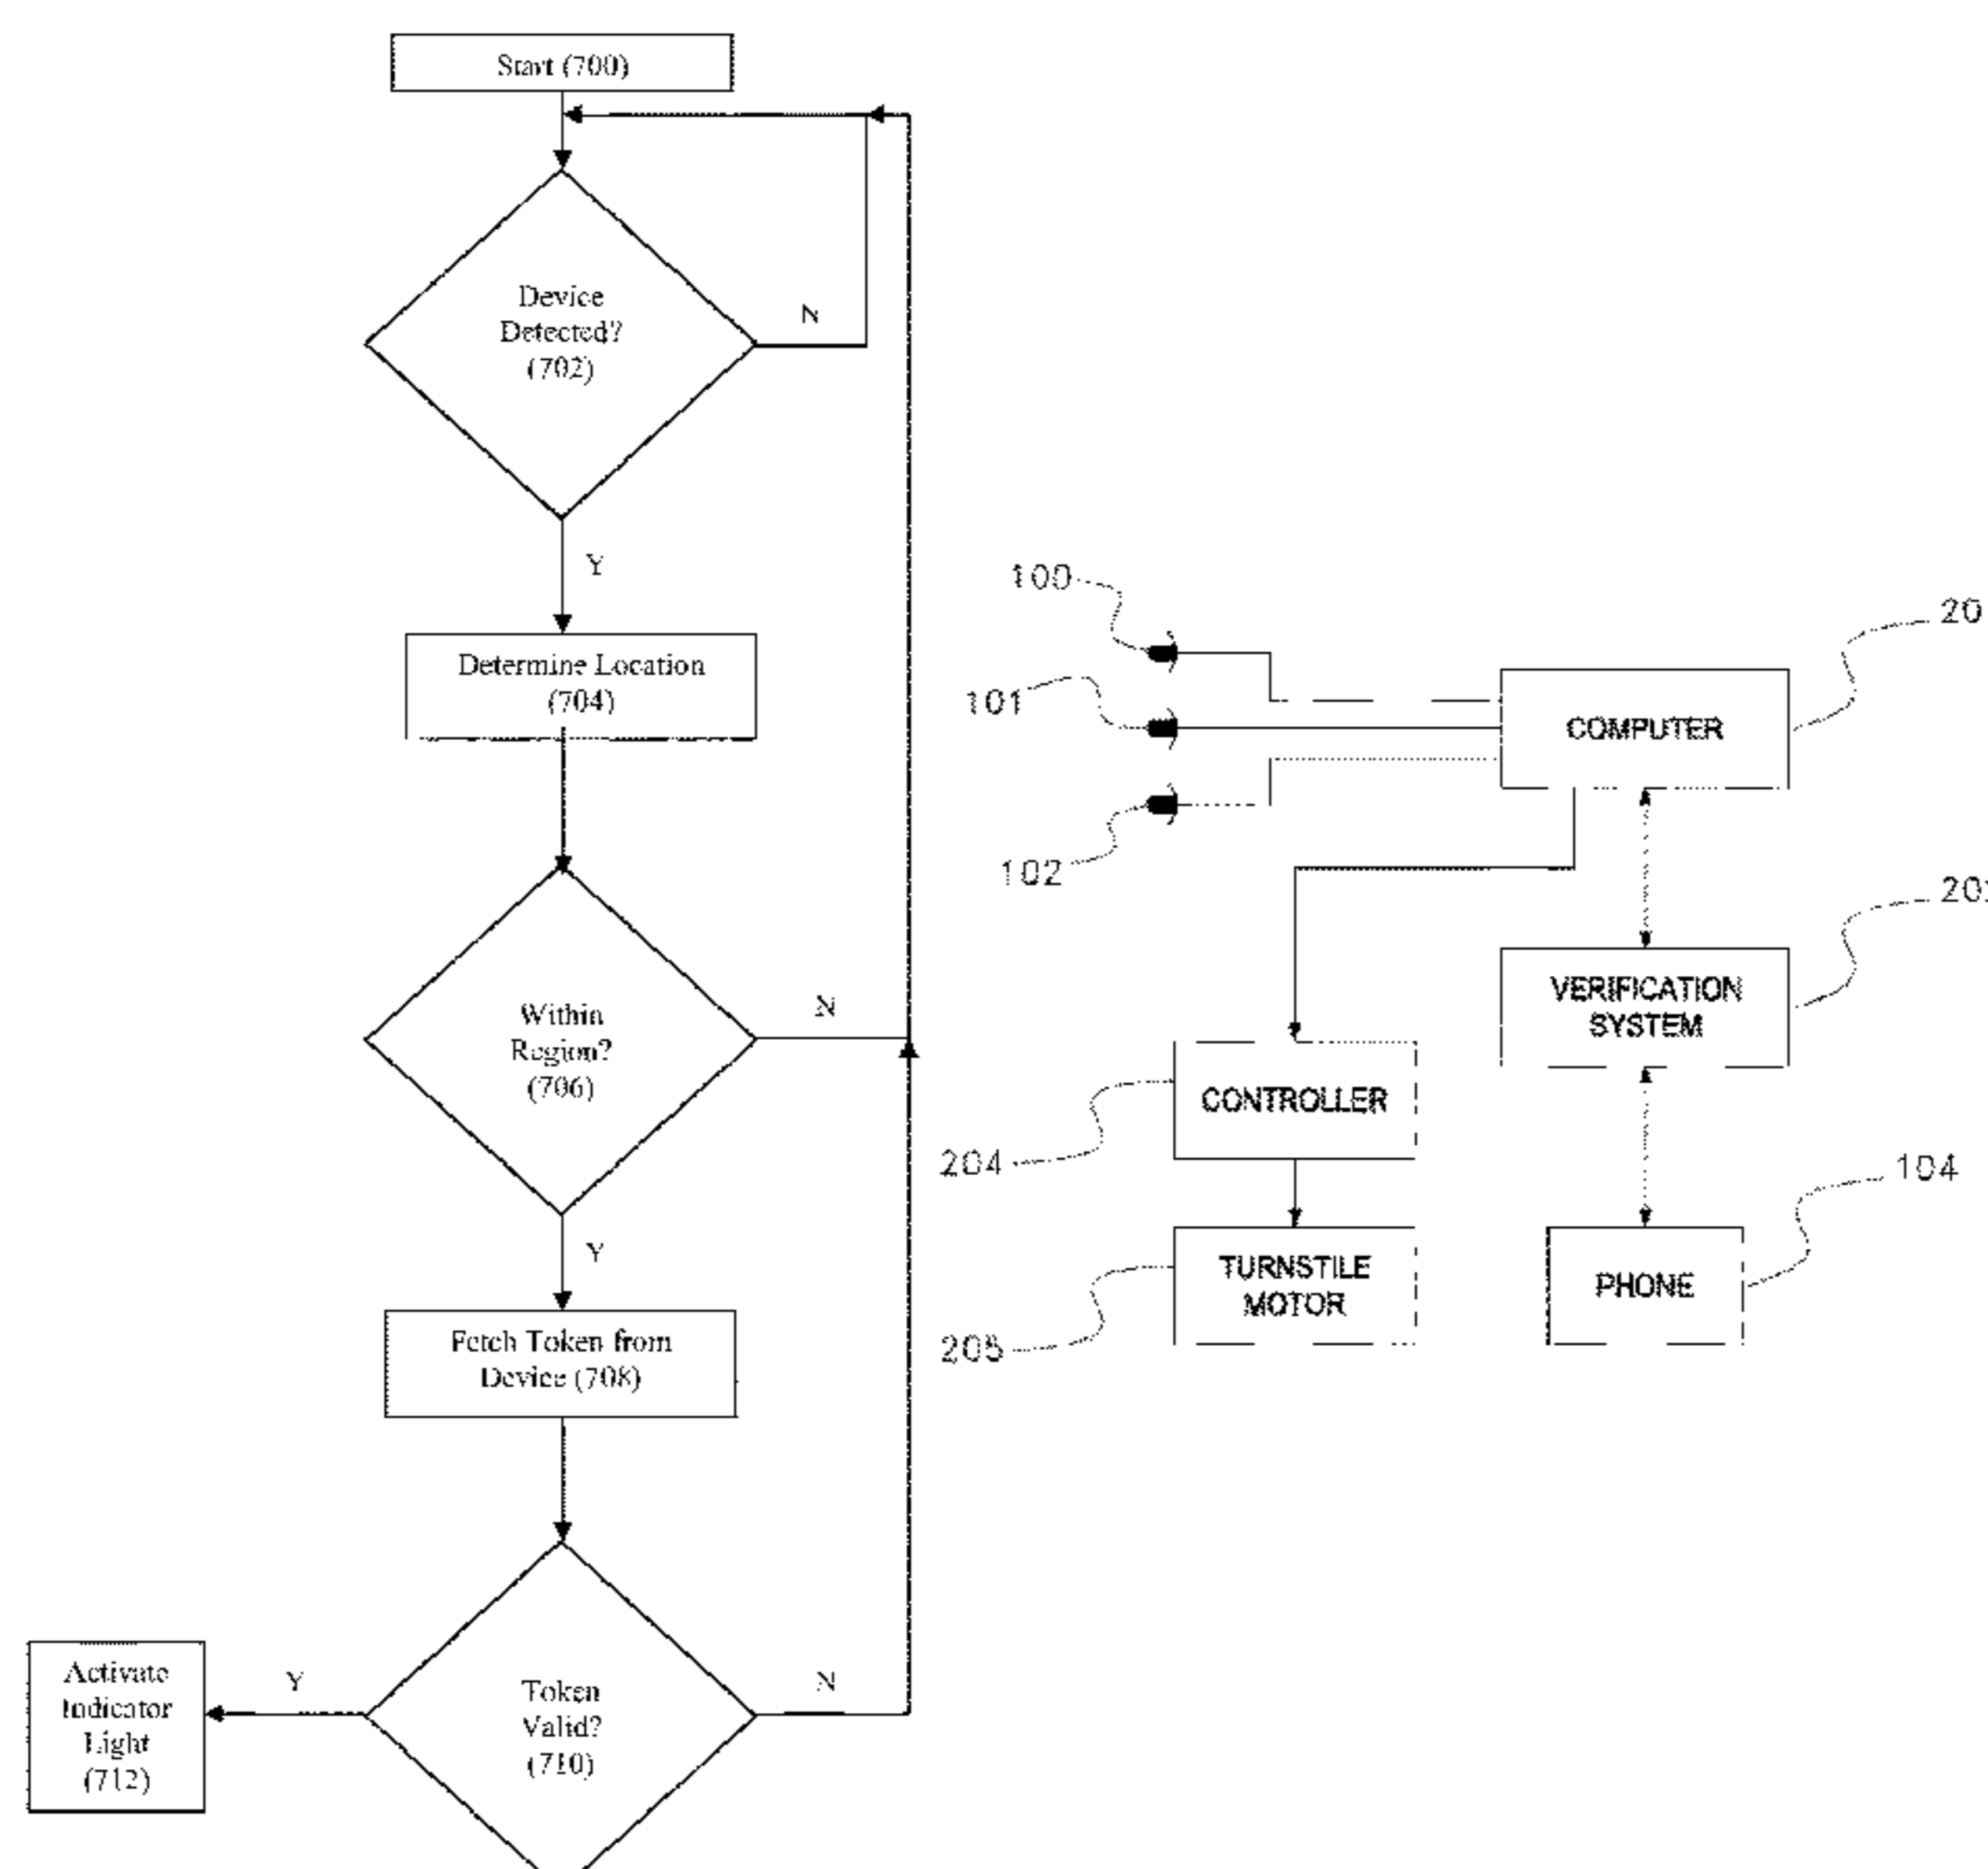 Start (700)
Device
Detected?
(702)
N
Y
Determine Location
(704)
Within
Region?
(706)
N
Y
Fetch Token from
Device (708)
Token
Valid?
(710)
Y
N
Activate
Indicator
Light
(712)
100
101
102
20
COMPUTER
VERIFICATION
SYSTEM
204
CONTROLLER
104
205
TURNSTILE
MOTOR
PHONE